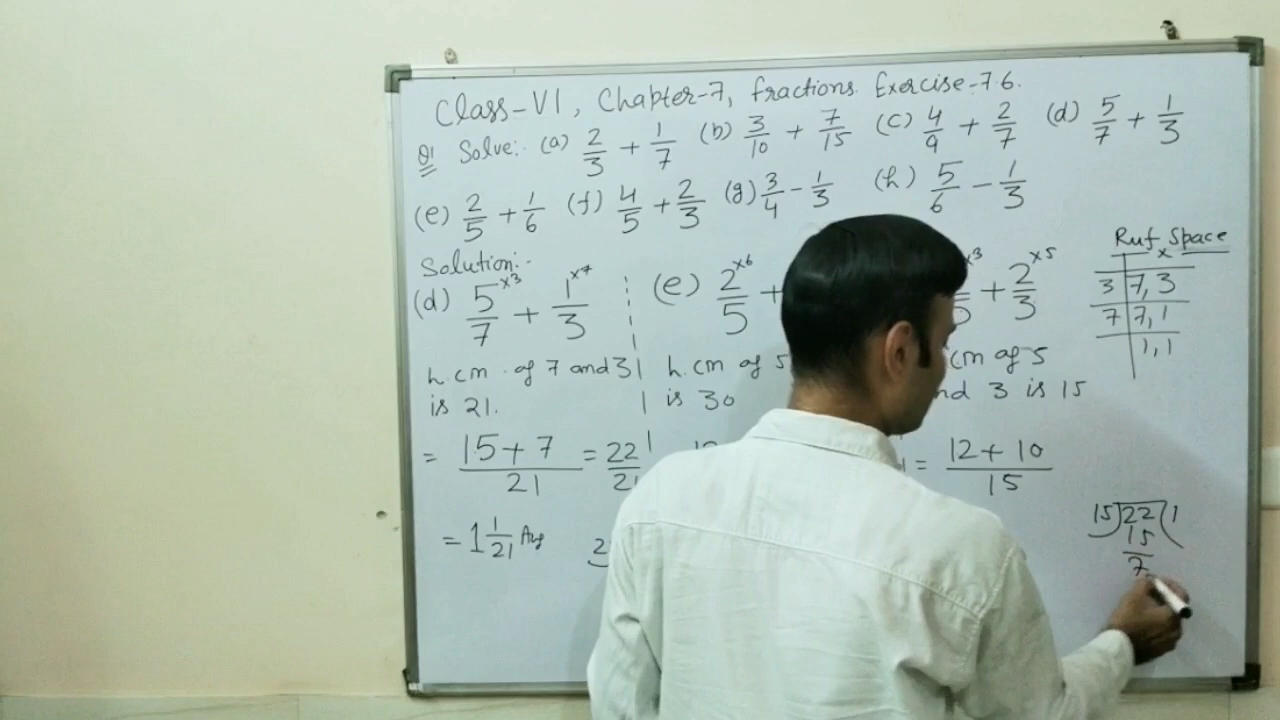 Class-VI, Chapter-7, fractions. Exercise-7.6.
Q1 Solve:- (a) 2/3 + 1/7 (b) 3/10 + 7/15 (c) 4/9 + 2/7 (d) 5/7 + 1/3
(e) 2/5 + 1/6 (f) 4/5 + 2/3 (g) 3/4 - 1/3 (h) 5/6 - 1/3
Solution:-
(d) 5×3/7 + 1×7/3
h.cm. of 7 and 3
is 21.
= 15+7/21 = 22/21
= 1 1/21 Ans
(e) 2×6/5 +
h.cm of 5
is 30
×3 + 2×5/3
cm of 5
3 is 15
= 12+10/15
Ruf Space
×
3 | 7, 3
7 | 7, 1
1, 1
15)22(1
15
7